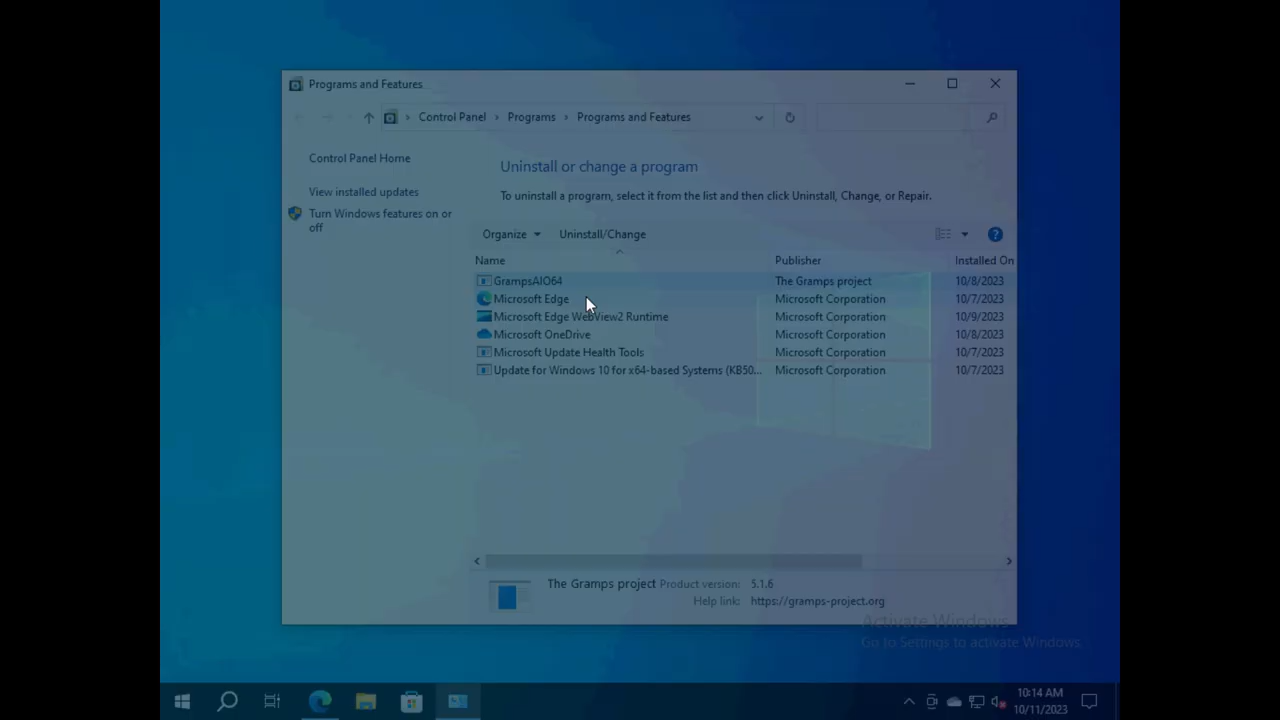 Programs and Features
Control Panel > Programs > Programs and Features
Control Panel Home
View installed updates
Turn Windows features on or
off
Uninstall or change a program
To uninstall a program, select it from the list and then click Uninstall, Change, or Repair.
Organize Uninstall/Change
Name Publisher Installed On
GrampsAIO64 The Gramps project 10/8/2023
Microsoft Edge Microsoft Corporation 10/7/2023
Microsoft Edge WebView2 Runtime Microsoft Corporation 10/9/2023
Microsoft OneDrive Microsoft Corporation 10/8/2023
Microsoft Update Health Tools Microsoft Corporation 10/7/2023
Update for Windows 10 for x64-based Systems (KB50... Microsoft Corporation 10/7/2023
The Gramps project Product version: 5.1.6
Help link: https://gramps-project.org
Activate Windows
Go to Settings to activate Windows.
10:14 AM
10/11/2023